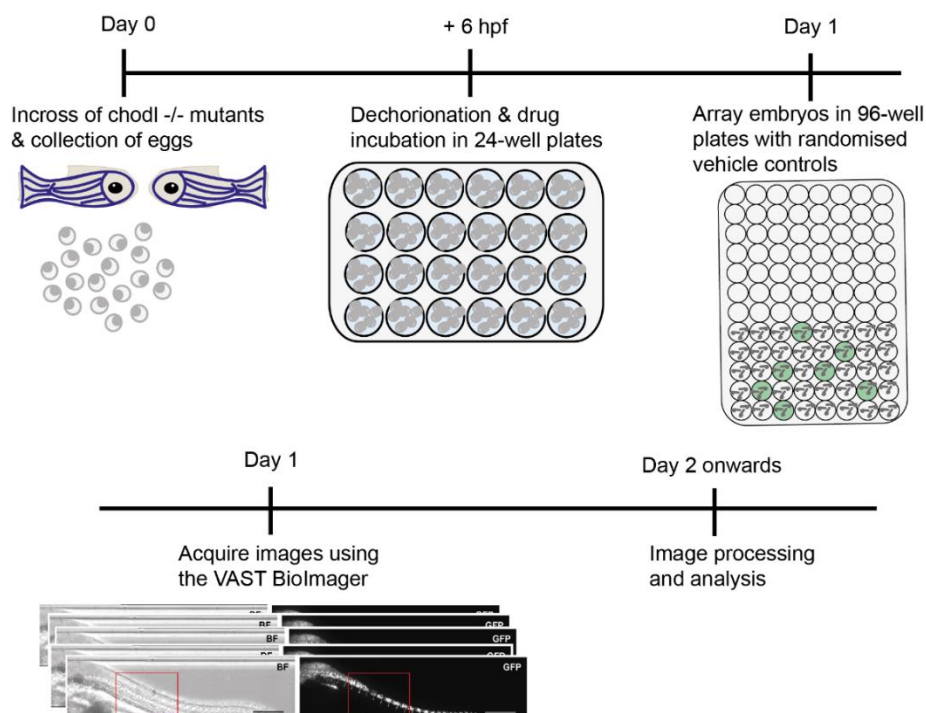 Day 0
+ 6 hpf
Day 1
Incross of chodl -/- mutants
& collection of eggs
Dechorionation & drug
incubation in 24-well plates
Array embryos in 96-well
plates with randomised
vehicle controls
Day 1
Day 2 onwards
Acquire images using
the VAST BioImager
Image processing
and analysis
BF
GFP
BF
GFP
BF
GFP
BF
GFP
BF
GFP